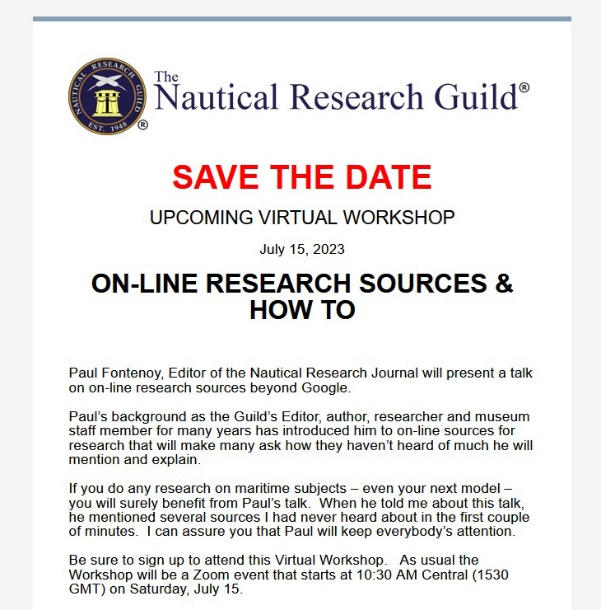 NAUTICAL RESEARCH GUILD
EST. 1948
®
The
Nautical Research Guild®
SAVE THE DATE
UPCOMING VIRTUAL WORKSHOP
July 15, 2023
ON-LINE RESEARCH SOURCES &
HOW TO
Paul Fontenoy, Editor of the Nautical Research Journal will present a talk
on on-line research sources beyond Google.
Paul's background as the Guild's Editor, author, researcher and museum
staff member for many years has introduced him to on-line sources for
research that will make many ask how they haven't heard of much he will
mention and explain.
If you do any research on maritime subjects – even your next model –
you will surely benefit from Paul's talk.  When he told me about this talk,
he mentioned several sources I had never heard about in the first couple
of minutes.  I can assure you that Paul will keep everybody's attention.
Be sure to sign up to attend this Virtual Workshop.   As usual the
Workshop will be a Zoom event that starts at 10:30 AM Central (1530
GMT) on Saturday, July 15.